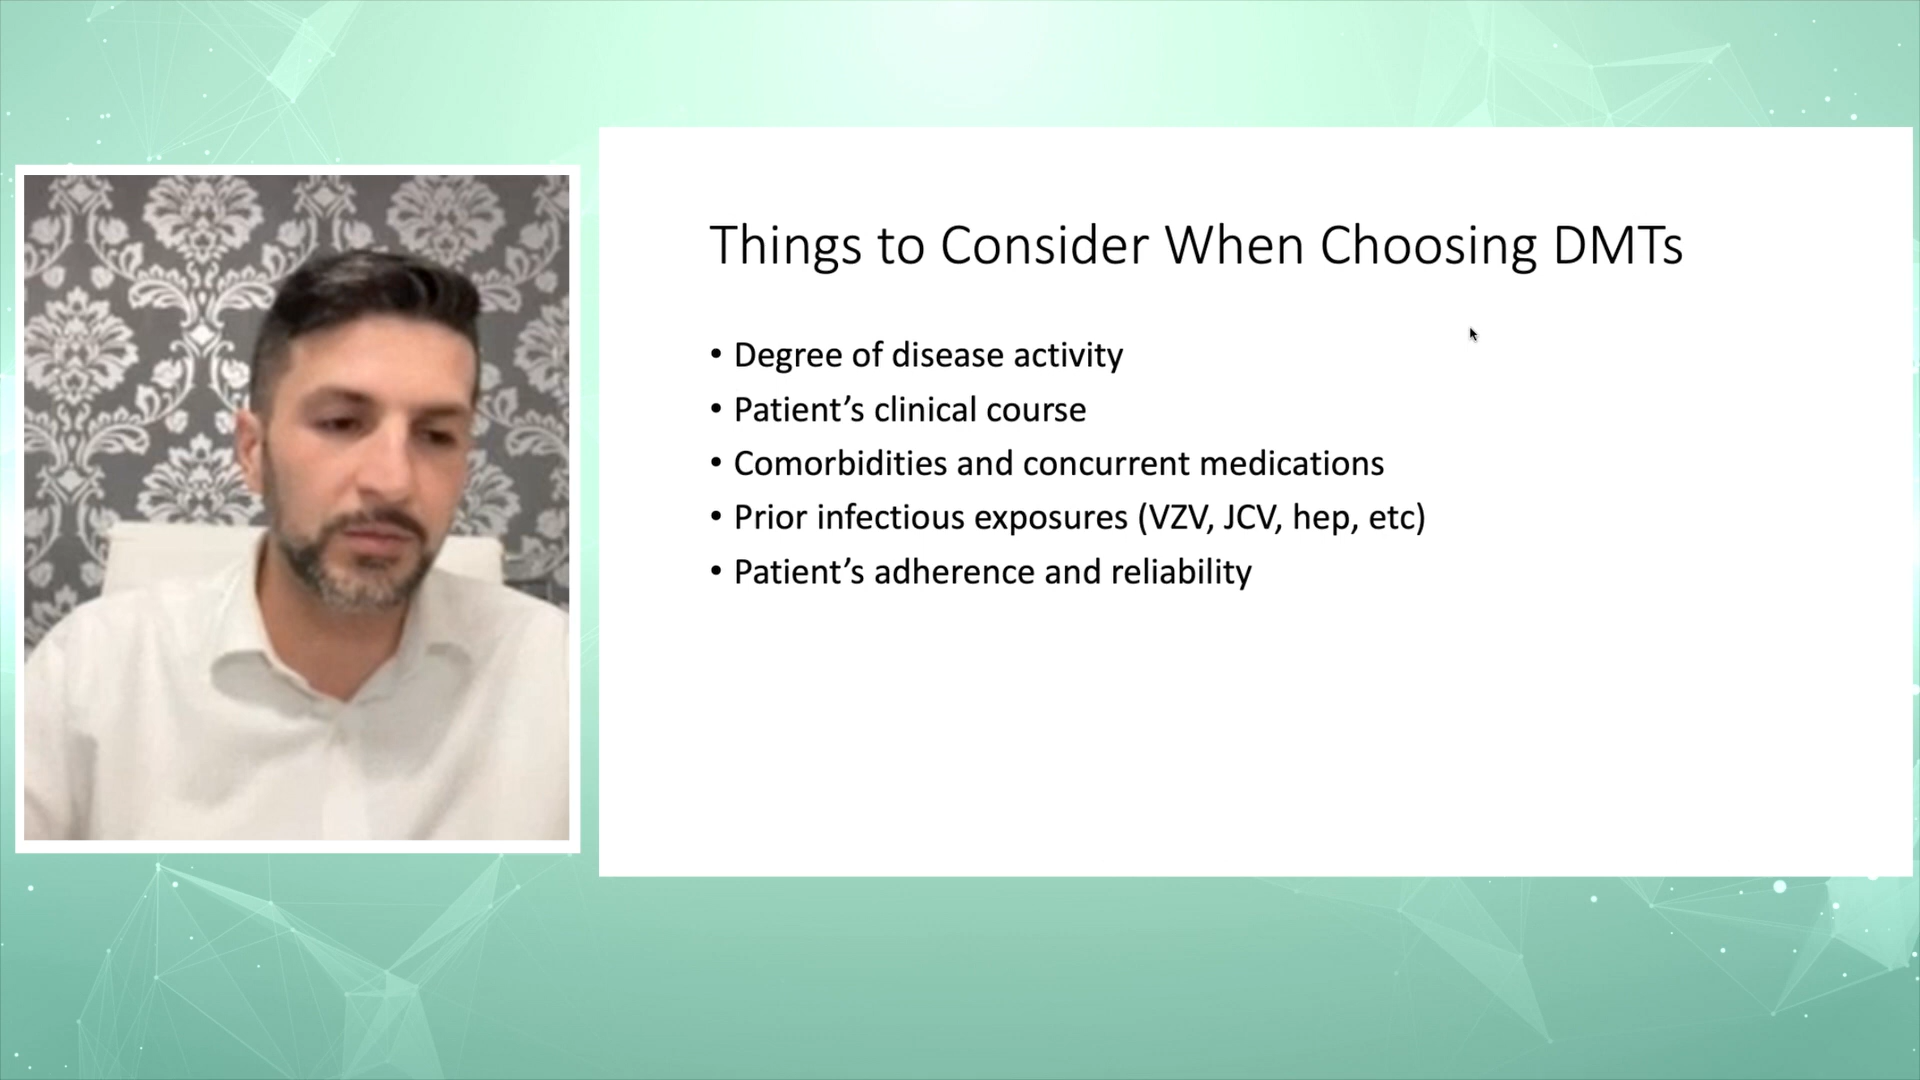 Things to Consider When Choosing DMTs
• Degree of disease activity
• Patient’s clinical course
• Comorbidities and concurrent medications
• Prior infectious exposures (VZV, JCV, hep, etc)
• Patient’s adherence and reliability